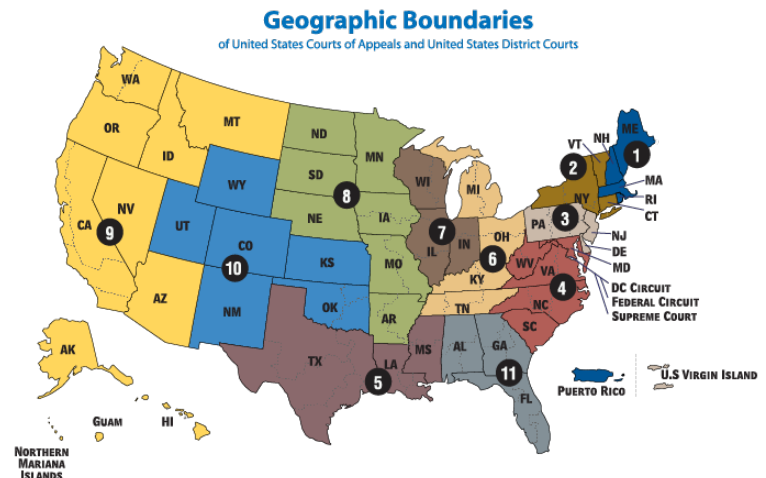 Geographic Boundaries
of United States Courts of Appeals and United States District Courts
WA
OR
ID
MT
ND
MN
SD
WY
NE
IA
WI
MI
VT
NH
ME
1
2
MA
RI
CT
NY
3
PA
NJ
DE
MD
DC CIRCUIT
FEDERAL CIRCUIT
SUPREME COURT
8
7
IL
IN
OH
6
WV
VA
4
CA
9
NV
UT
CO
10
KS
MO
KY
NC
TN
SC
AZ
NM
OK
AR
TX
LA
5
MS
AL
GA
11
FL
AK
GUAM
HI
NORTHERN
MARIANA
ISLANDS
PUERTO RICO
U.S VIRGIN ISLAND